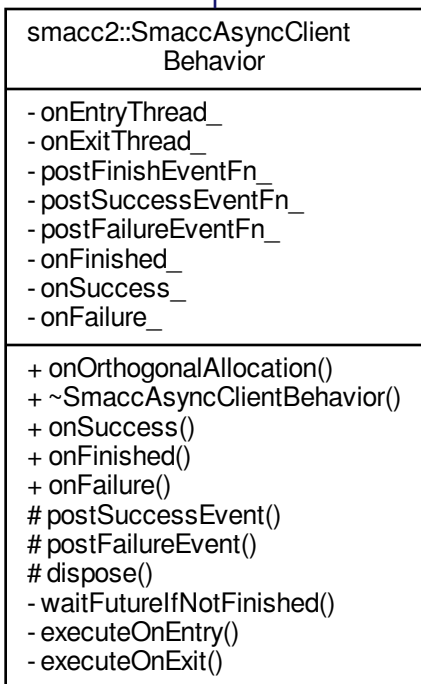 smacc2::SmaccAsyncClient
Behavior
- onEntryThread_
- onExitThread_
- postFinishEventFn_
- postSuccessEventFn_
- postFailureEventFn_
- onFinished_
- onSuccess_
- onFailure_
+ onOrthogonalAllocation()
+ ~SmaccAsyncClientBehavior()
+ onSuccess()
+ onFinished()
+ onFailure()
# postSuccessEvent()
# postFailureEvent()
# dispose()
- waitFutureIfNotFinished()
- executeOnEntry()
- executeOnExit()